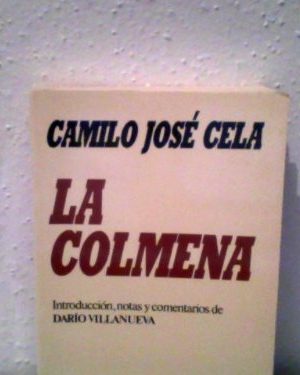 CAMILO JOSÉ CELA
LA
COLMENA
Introducción, notas y comentarios de
DARÍO VILLANUEVA